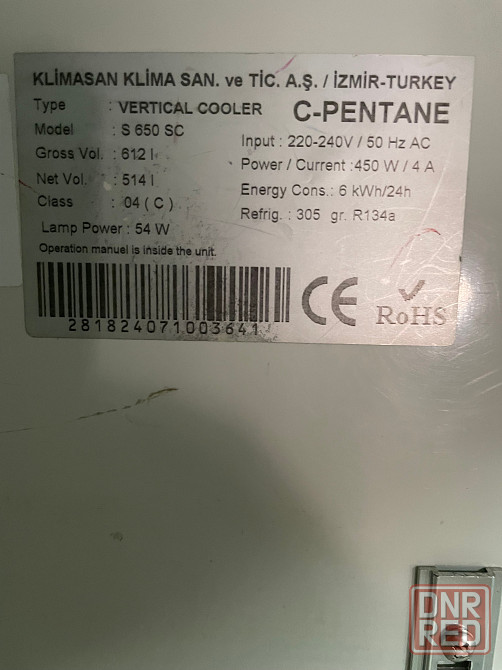 KLİMASAN KLİMA SAN. ve TİC. A.Ş. / İZMİR-TURKEY
Type : VERTICAL COOLER C-PENTANE
Model : S 650 SC
Input : 220-240V / 50 Hz AC
Gross Vol. : 612 l
Power / Current : 450 W / 4 A
Net Vol. : 514 l
Energy Cons.: 6 kWh/24h
Class : 04 ( C )
Refrig. : 305 gr. R134a
Lamp Power : 54 W
Operation manuel is inside the unit.
281824071003641
CE
RoHS
DNR
RED